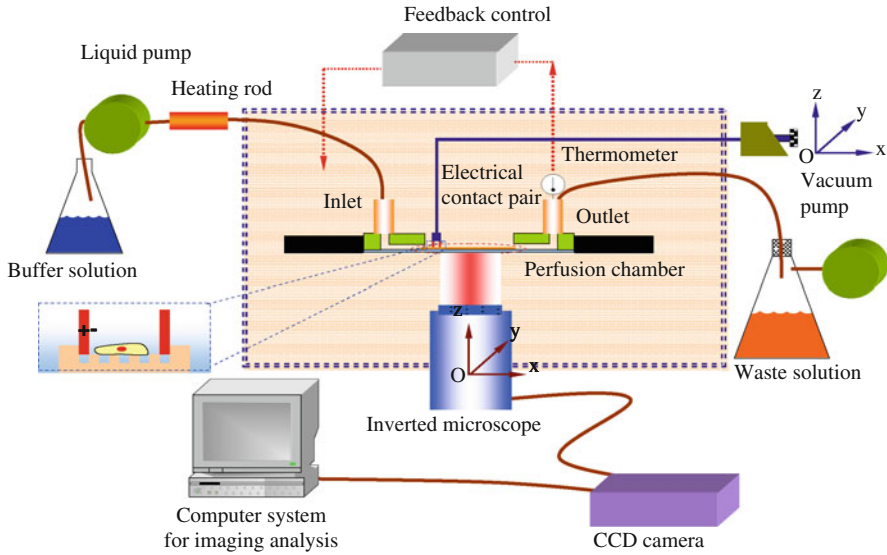 Feedback control
Liquid pump
Heating rod
z
y
x
O
Thermometer
Electrical
contact pair
Vacuum
pump
Inlet
Outlet
Buffer solution
Perfusion chamber
+-
z
y
x
O
Waste solution
Inverted microscope
Computer system
for imaging analysis
CCD camera